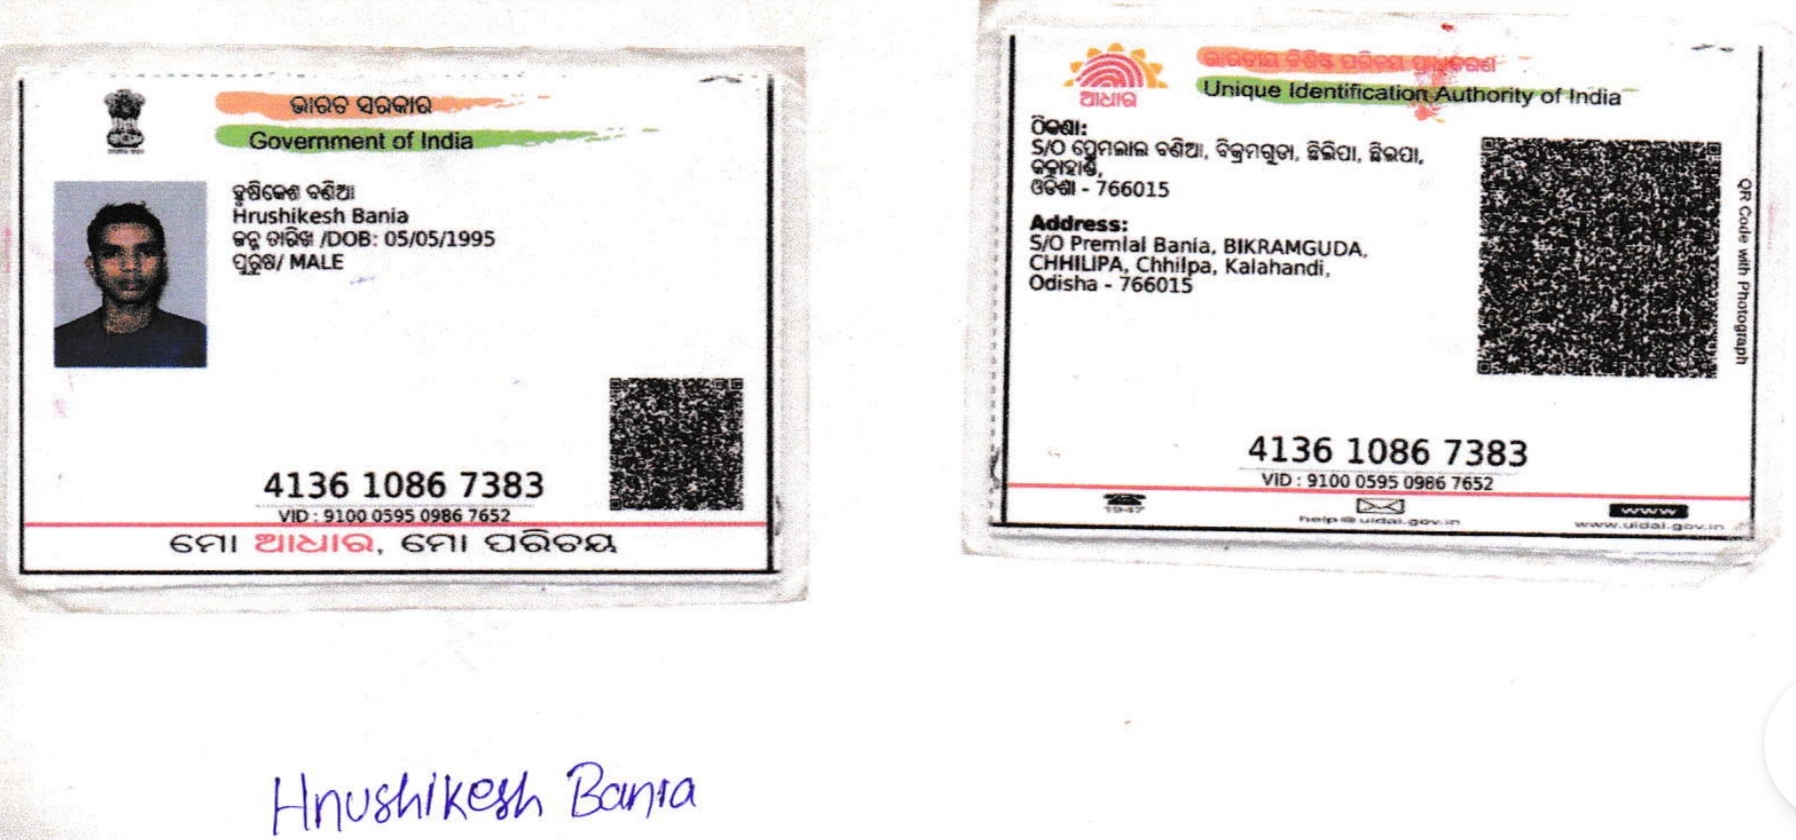 ଭାରତ ସରକାର
Government of India
ହୃଷିକେଶ ବଣିଆ
Hrushikesh Bania
ଜନ୍ମ ତାରିଖ /DOB: 05/05/1995
ପୁରୁଷ/ MALE
4136 1086 7383
VID : 9100 0595 0986 7652
ମୋ ଆଧାର, ମୋ ପରିଚୟ
ଭାରତୀୟ ବିଶିଷ୍ଟ ପରିଚୟ ପ୍ରାଧିକରଣ
Unique Identification Authority of India
ଆଧାର
ଠିକଣା:
S/O ପ୍ରେମଲାଲ ବଣିଆ, ବିକ୍ରମଗୁଡା, ଛିଲିପା, ଛିଲପା,
କଳାହାଣ୍ଡି,
ଓଡିଶା - 766015
Address:
S/O Premlal Bania, BIKRAMGUDA,
CHHILIPA, Chhilpa, Kalahandi,
Odisha - 766015
QR Code with Photograph
4136 1086 7383
VID : 9100 0595 0986 7652
1947
help@uidai.gov.in
WWW
www.uidai.gov.in
Hrushikesh Bania